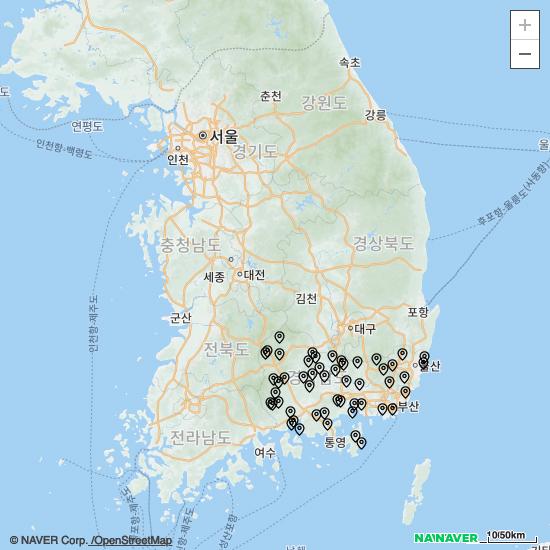 +
−
속초
춘천
강원도
강릉
도
연평도
서울
울
인천항-백령도
인천
경기도
후포항-울릉도(사동항)
충청남도
경상북도
세종
대전
김천
인천항-제주도
군산
포항
대구
전북도
울산
부산
전라남도
통영
여수
© NAVER Corp. /OpenStreetMap
NAVER
10/50km